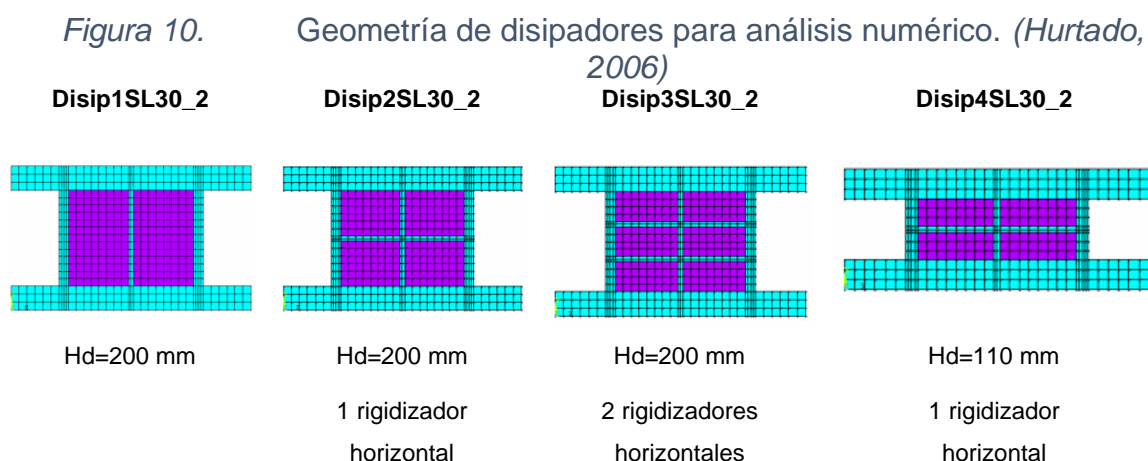 Figura 10. Geometría de disipadores para análisis numérico. (Hurtado,
2006)
Disip1SL30_2 Disip2SL30_2 Disip3SL30_2 Disip4SL30_2
Hd=200 mm Hd=200 mm Hd=200 mm Hd=110 mm
1 rigidizador 2 rigidizadores 1 rigidizador
horizontal horizontales horizontal